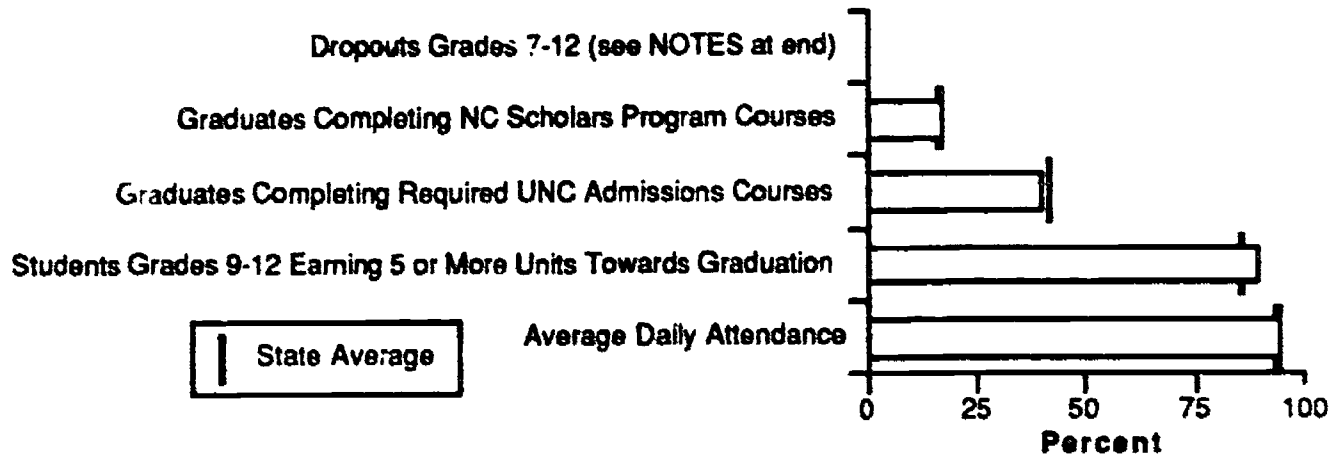 Dropouts Grades 7-12 (see NOTES at end)
Graduates Completing NC Scholars Program Courses
Graduates Completing Required UNC Admissions Courses
Students Grades 9-12 Earning 5 or More Units Towards Graduation
Average Daily Attendance
State Average
0 25 50 75 100
Percent